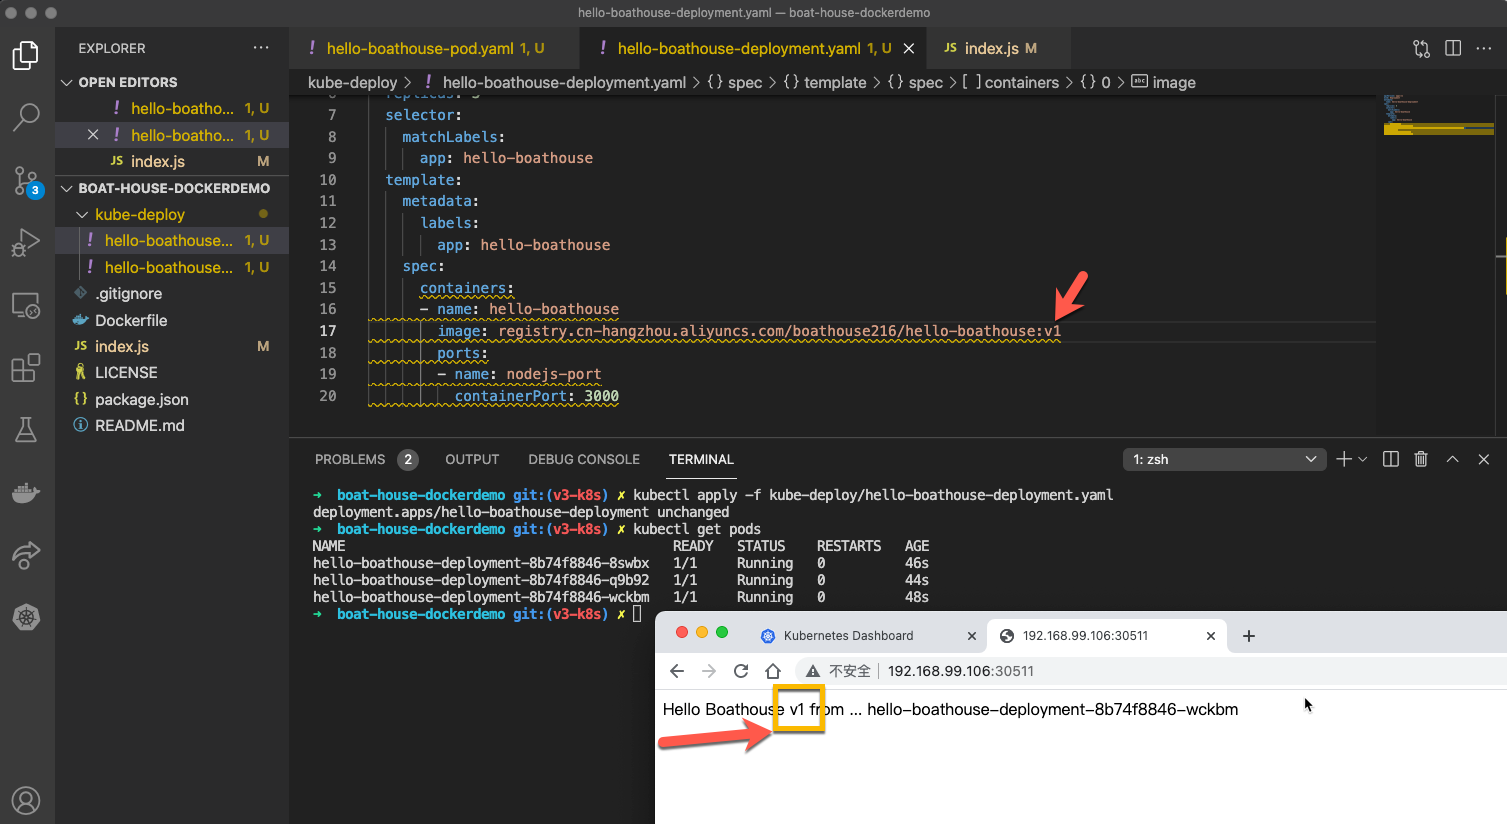 hello-boathouse-deployment.yaml — boat-house-dockerdemo
EXPLORER ···
OPEN EDITORS
! hello-boatho... 1, U
! hello-boatho... 1, U
JS index.js M
3
BOAT-HOUSE-DOCKERDEMO
kube-deploy
! hello-boathouse... 1, U
! hello-boathouse... 1, U
.gitignore
Dockerfile
JS index.js M
LICENSE
{} package.json
README.md
! hello-boathouse-pod.yaml 1, U
! hello-boathouse-deployment.yaml 1, U
JS index.js M
kube-deploy > ! hello-boathouse-deployment.yaml > {} spec > {} template > {} spec > [ ] containers > {} 0 > abc image
7 selector:
8 matchLabels:
9 app: hello-boathouse
10 template:
11 metadata:
12 labels:
13 app: hello-boathouse
14 spec:
15 containers:
16 - name: hello-boathouse
17 image: registry.cn-hangzhou.aliyuncs.com/boathouse216/hello-boathouse:v1
18 ports:
19 - name: nodejs-port
20 containerPort: 3000
PROBLEMS 2 OUTPUT DEBUG CONSOLE TERMINAL 1: zsh
➜ boat-house-dockerdemo git:(v3-k8s) ✗ kubectl apply -f kube-deploy/hello-boathouse-deployment.yaml
deployment.apps/hello-boathouse-deployment unchanged
➜ boat-house-dockerdemo git:(v3-k8s) ✗ kubectl get pods
NAME READY STATUS RESTARTS AGE
hello-boathouse-deployment-8b74f8846-8swbx 1/1 Running 0 46s
hello-boathouse-deployment-8b74f8846-q9b92 1/1 Running 0 44s
hello-boathouse-deployment-8b74f8846-wckbm 1/1 Running 0 48s
➜ boat-house-dockerdemo git:(v3-k8s) ✗
Kubernetes Dashboard
192.168.99.106:30511
不安全 | 192.168.99.106:30511
Hello Boathouse v1 from ... hello-boathouse-deployment-8b74f8846-wckbm